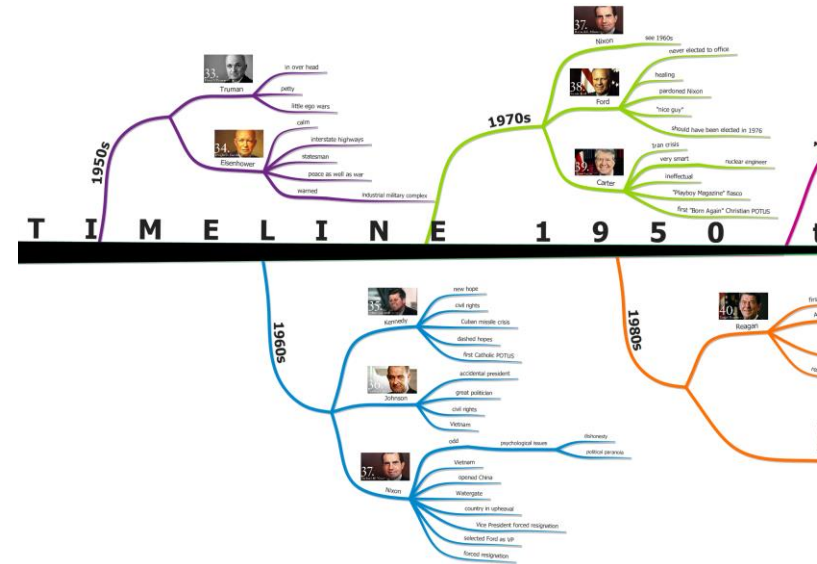 33.
Truman
in over head
petty
little ego wars
34.
Eisenhower
calm
interstate highways
statesman
peace as well as war
warned
industrial military complex
1950s
37.
Nixon
see 1960s
38.
Ford
never elected to office
healing
pardoned Nixon
"nice guy"
should have been elected in 1976
39.
Carter
Iran crisis
very smart
nuclear engineer
ineffectual
"Playboy Magazine" fiasco
first "Born Again" Christian POTUS
1970s
TIMELINE 1950 t
1960s
35.
Kennedy
new hope
civil rights
Cuban missile crisis
dashed hopes
first Catholic POTUS
36.
Johnson
accidental president
great politician
civil rights
Vietnam
37.
Nixon
odd
psychological issues
dishonesty
political paranoia
Vietnam
opened China
Watergate
country in upheaval
Vice President forced resignation
selected Ford as VP
forced resignation
1980s
40.
Reagan